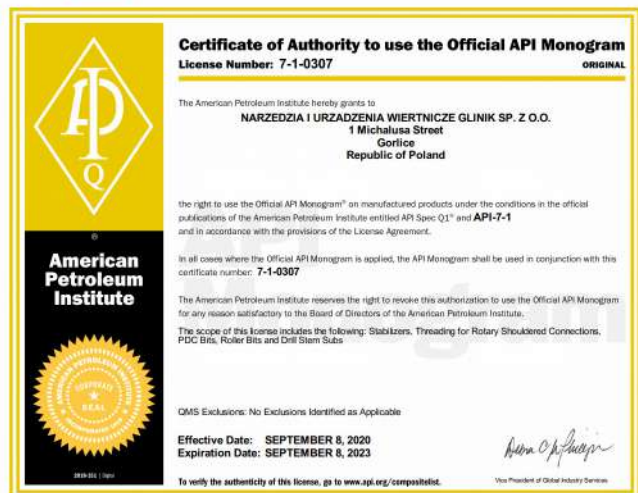 Certificate of Authority to use the Official API Monogram
License Number: 7-1-0307
ORIGINAL
The American Petroleum Institute hereby grants to
NARZEDZIA I URZADZENIA WIERTNICZE GLINIK SP. Z O.O.
1 Michalusa Street
Gorlice
Republic of Poland
the right to use the Official API Monogram® on manufactured products under the conditions in the official
publications of the American Petroleum Institute entitled API Spec Q1® and API-7-1
and in accordance with the provisions of the License Agreement.
In all cases where the Official API Monogram is applied, the API Monogram shall be used in conjunction with this
certificate number: 7-1-0307
The American Petroleum Institute reserves the right to revoke this authorization to use the Official API Monogram
for any reason satisfactory to the Board of Directors of the American Petroleum Institute.
The scope of this license includes the following: Stabilizers, Threading for Rotary Shouldered Connections,
PDC Bits, Roller Bits and Drill Stem Subs
QMS Exclusions: No Exclusions Identified as Applicable
Effective Date: SEPTEMBER 8, 2020
Expiration Date: SEPTEMBER 8, 2023
To verify the authenticity of this license, go to www.api.org/compositelist.
Vice President of Global Industry Services
API
Q
®
American
Petroleum
Institute
AMERICAN PETROLEUM INSTITUTE
CORPORATE
SEAL
Digital
API
Monogram